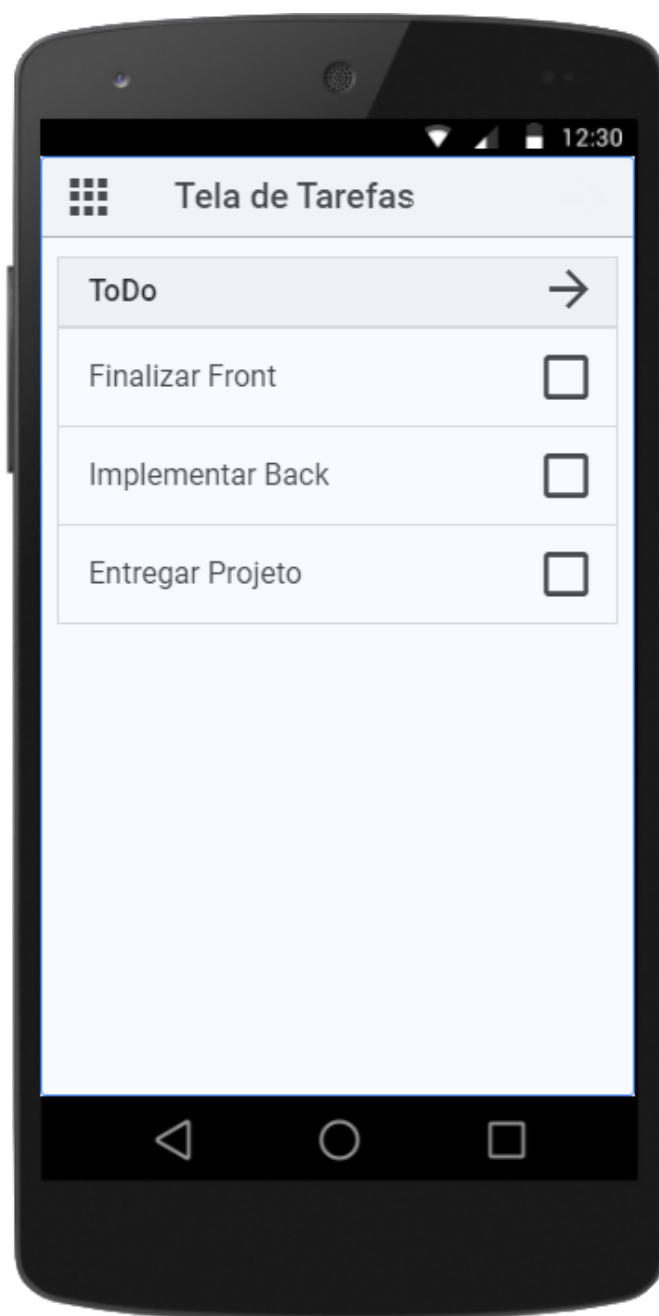 12:30
Tela de Tarefas
ToDo
Finalizar Front
Implementar Back
Entregar Projeto